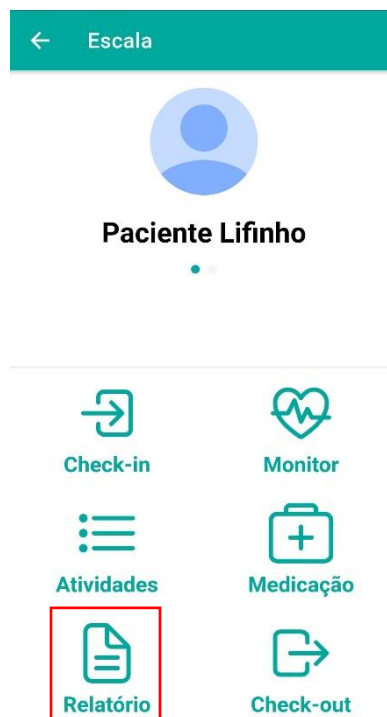 Escala
Paciente Lifinho
Check-in
Monitor
Atividades
Medicação
Relatório
Check-out